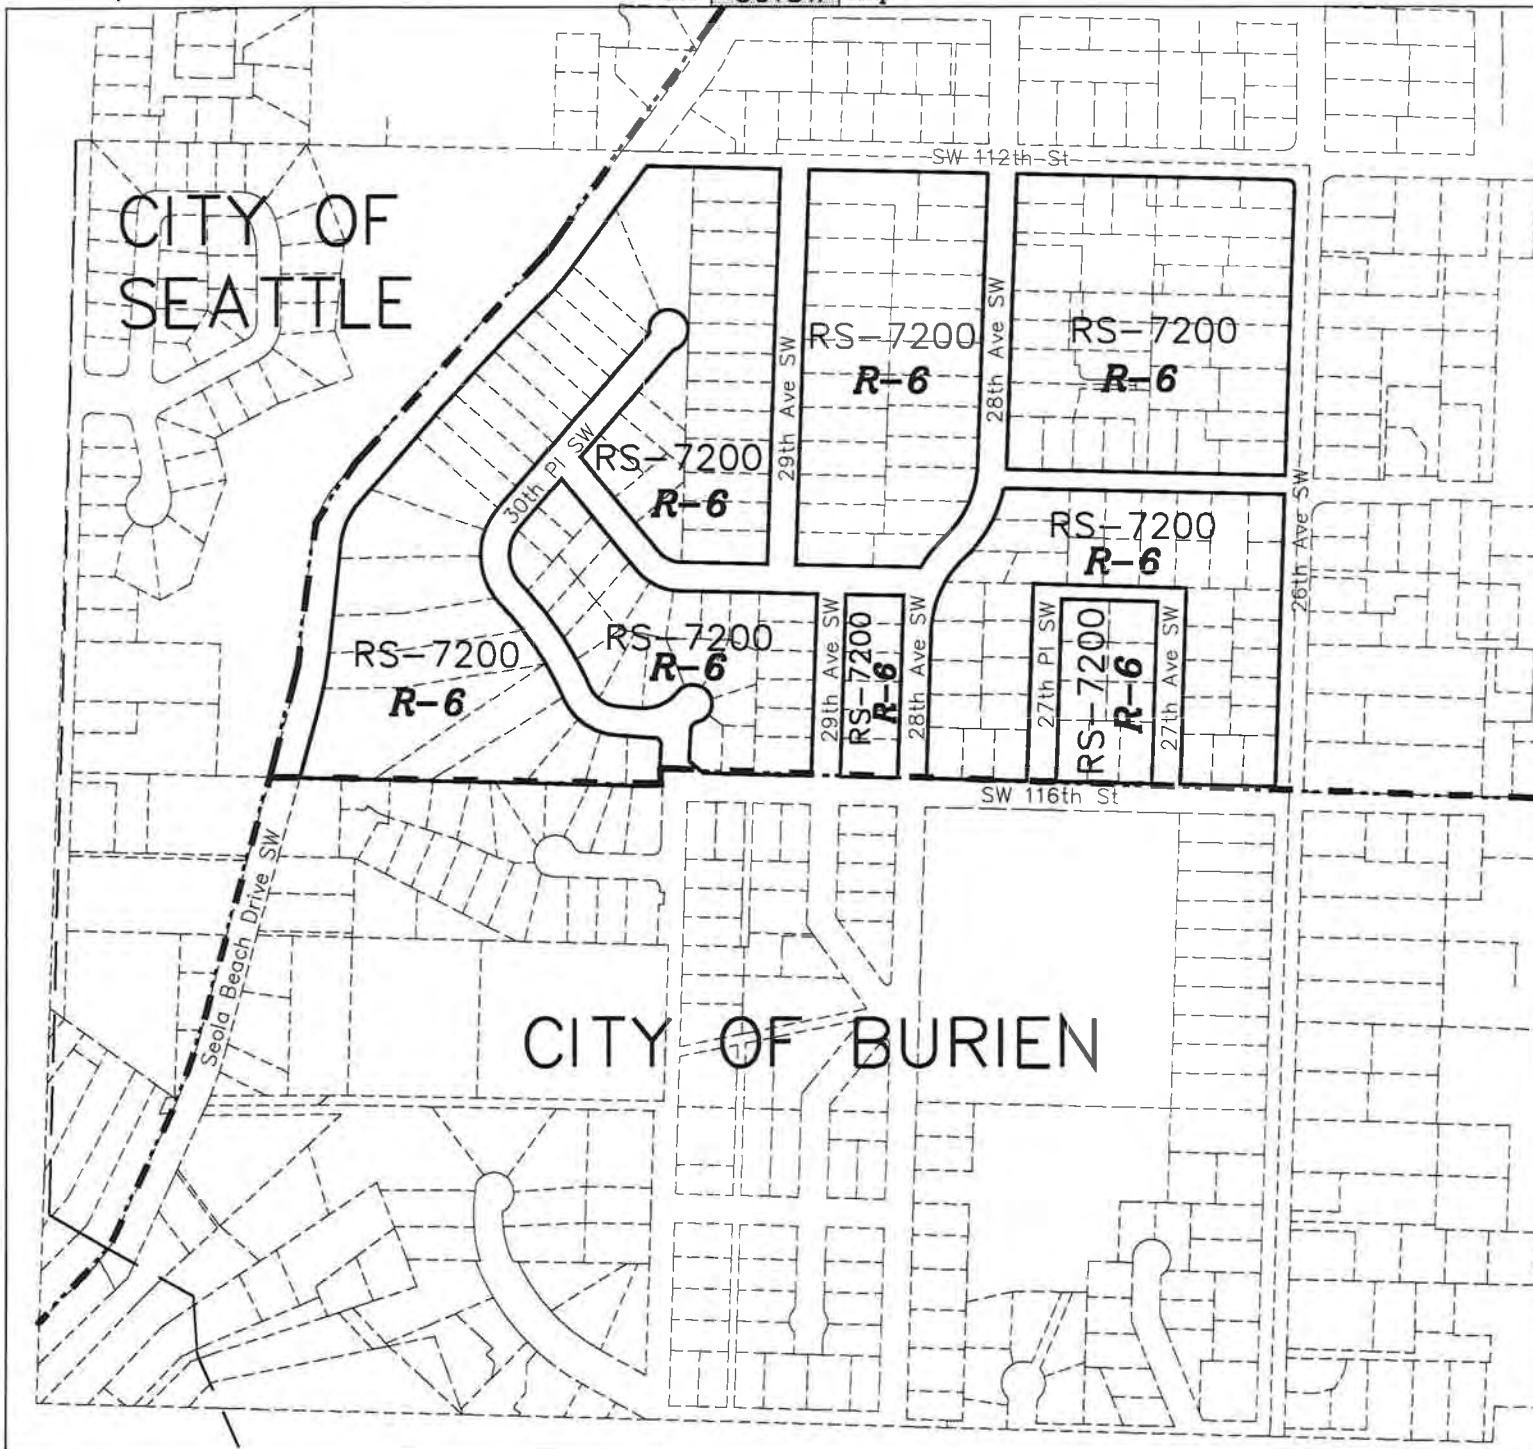 SW 112th St
CITY OF
SEATTLE
RS-7200
R-6
RS-7200
R-6
28th Ave SW
29th Ave SW
30th Pl SW
RS-7200
R-6
26th Ave SW
RS-7200
R-6
RS-7200
R-6
RS-7200
R-6
29th Ave SW
RS-7200
R-6
28th Ave SW
27th Pl SW
RS-7200
R-6
27th Ave SW
SW 116th St
Seola Beach Drive SW
CITY OF BURIEN